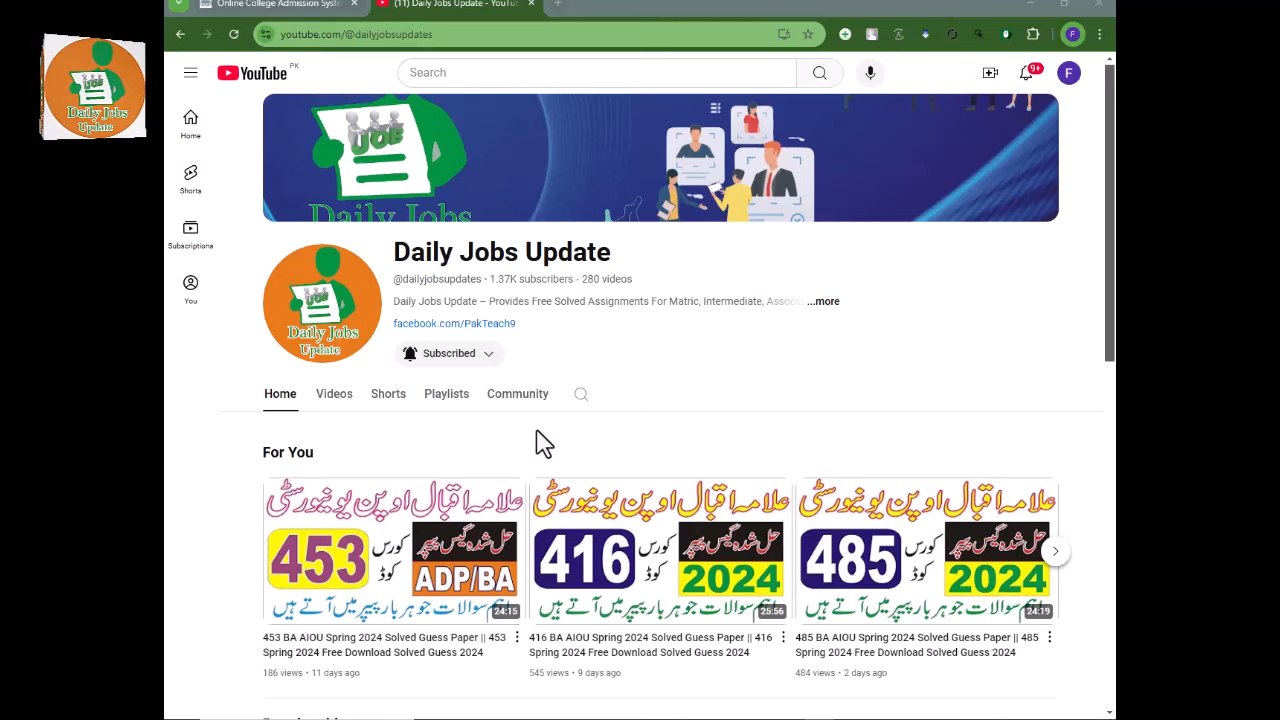 Online College Admission Syste
(11) Daily Jobs Update - YouTu
youtube.com/@dailyjobsupdates
YouTube PK
Search
9+
F
Home
Shorts
Subscriptions
You
JOB
Daily Jobs
Update
JOB
Daily Jobs
JOB
Daily Jobs
Update
Daily Jobs Update
@dailyjobsupdates · 1.37K subscribers · 280 videos
Daily Jobs Update – Provides Free Solved Assignments For Matric, Intermediate, Associ ...more
facebook.com/PakTeach9
Subscribed
Home Videos Shorts Playlists Community
For You
علامہ اقبال اوپن یونیورسٹی
453 کورس کوڈ حل شدہ گیس پیپر
ADP/BA
اہم سوالات جو ہر بار پیپر میں آتے ہیں
24:15
453 BA AIOU Spring 2024 Solved Guess Paper || 453
Spring 2024 Free Download Solved Guess 2024
186 views · 11 days ago
علامہ اقبال اوپن یونیورسٹی
416 کورس کوڈ حل شدہ گیس پیپر
2024
اہم سوالات جو ہر بار پیپر میں آتے ہیں
25:56
416 BA AIOU Spring 2024 Solved Guess Paper || 416
Spring 2024 Free Download Solved Guess 2024
545 views · 9 days ago
علامہ اقبال اوپن یونیورسٹی
485 کورس کوڈ حل شدہ گیس پیپر
2024
اہم سوالات جو ہر بار پیپر میں آتے ہیں
24:19
485 BA AIOU Spring 2024 Solved Guess Paper || 485
Spring 2024 Free Download Solved Guess 2024
484 views · 2 days ago